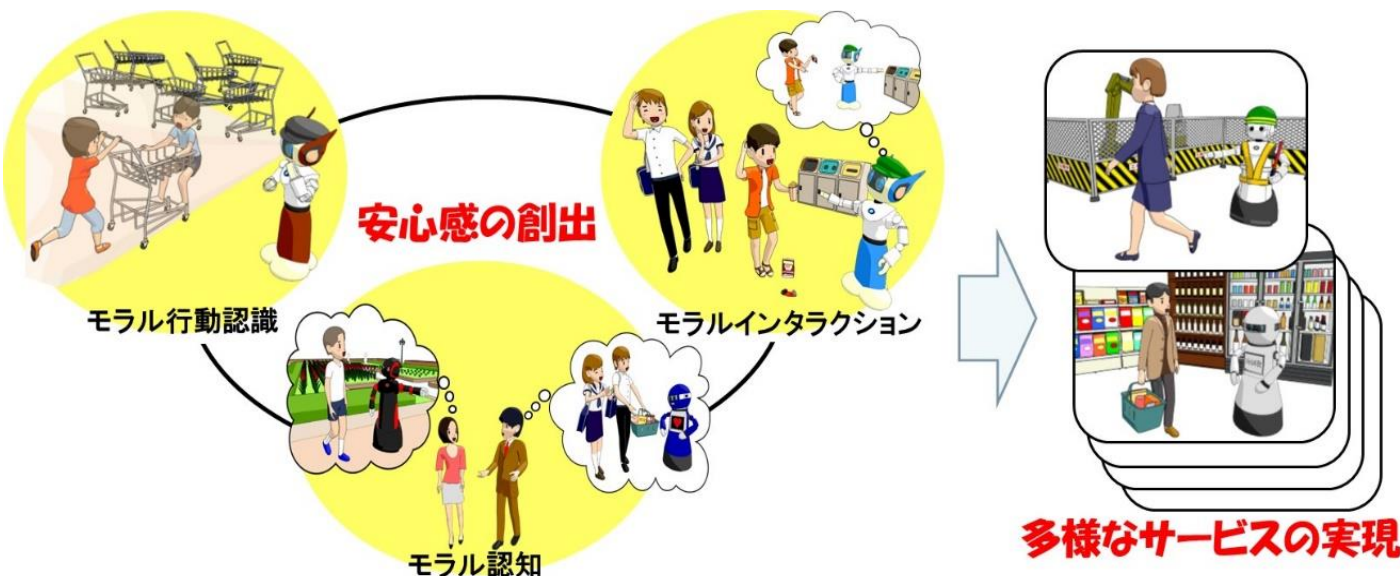 安心感の創出
モラル行動認識
モラルインタラクション
モラル認知
多様なサービスの実現